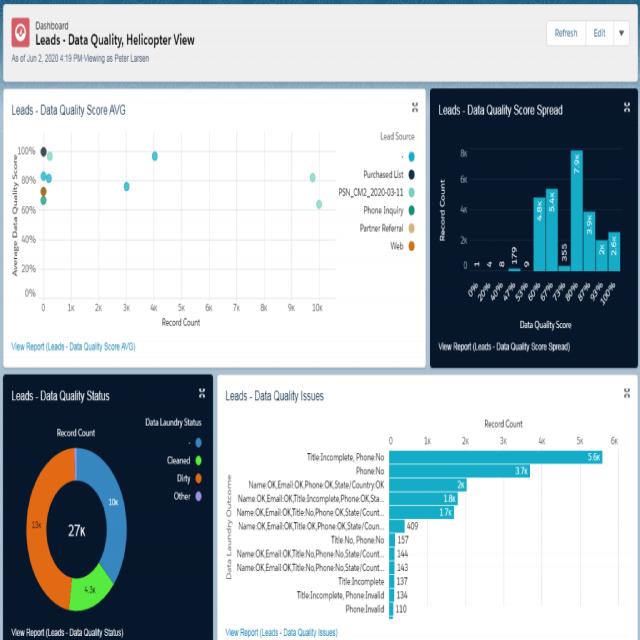 Dashboard
Leads - Data Quality, Helicopter View
As of Jun 2, 2020 4:19 PM·Viewing as Peter Larsen
Refresh
Edit
Leads - Data Quality Score AVG
Average Data Quality Score
100%
80%
60%
40%
20%
0%
0 1K 2K 3K 4K 5K 6K 7K 8K 9K 10K
Record Count
Lead Source
-
Purchased List
PSN_CM2_2020-03-11
Phone Inquiry
Partner Referral
Web
View Report (Leads - Data Quality Score AVG)
Leads - Data Quality Score Spread
Record Count
8K
6K
4K
2K
0
1 4 8 179 9 4.8K 5.4K 355 7.9K 3.9K 2K 2.6K
0% 20% 40% 47% 53% 60% 67% 73% 80% 87% 93% 100%
Data Quality Score
View Report (Leads - Data Quality Score Spread)
Leads - Data Quality Status
Record Count
10K
4.3K
13K
27K
Data Laundry Status
-
Cleaned
Dirty
Other
View Report (Leads - Data Quality Status)
Leads - Data Quality Issues
Record Count
0 1K 2K 3K 4K 5K 6K
Data Laundry Outcome
Title:Incomplete, Phone:No 5.6K
Phone:No 3.7K
Name:OK,Email:OK,Phone:OK,State/Country:OK 2K
Name:OK,Email:OK,Title:Incomplete,Phone:OK,Sta... 1.8K
Name:OK,Email:OK,Title:No,Phone:OK,State/Count... 1.7K
Name:OK,Email:OK,Title:OK,Phone:OK,State/Coun... 409
Title:No, Phone:No 157
Name:OK,Email:OK,Title:No,Phone:No,State/Count... 144
Name:OK,Email:OK,Title:No,Phone:No,State/Count... 143
Title:Incomplete 137
Title:Incomplete, Phone:Invalid 134
Phone:Invalid 110
View Report (Leads - Data Quality Issues)